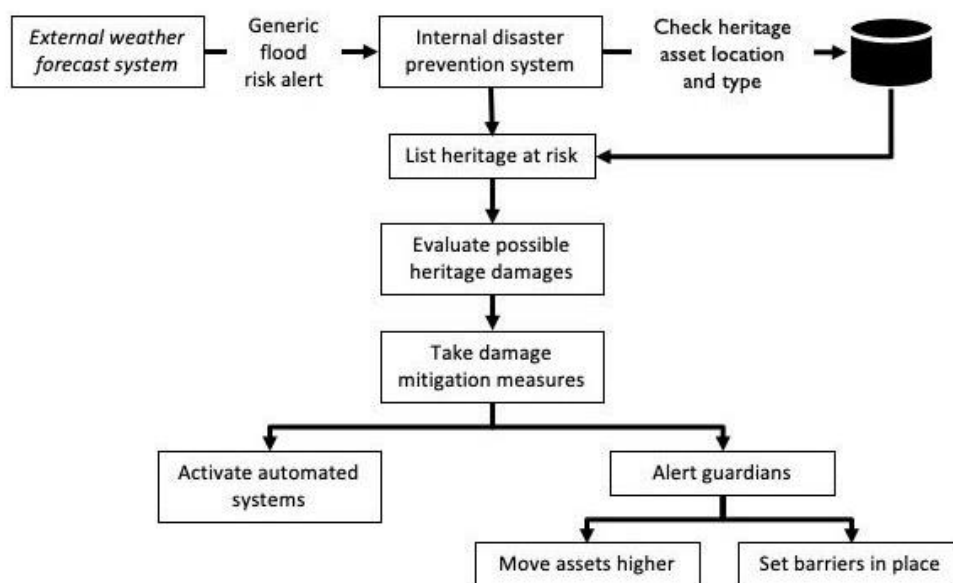 External weather
forecast system
Generic
flood
risk alert
Internal disaster
prevention system
Check heritage
asset location
and type
List heritage at risk
Evaluate possible
heritage damages
Take damage
mitigation measures
Activate automated
systems
Alert guardians
Move assets higher
Set barriers in place